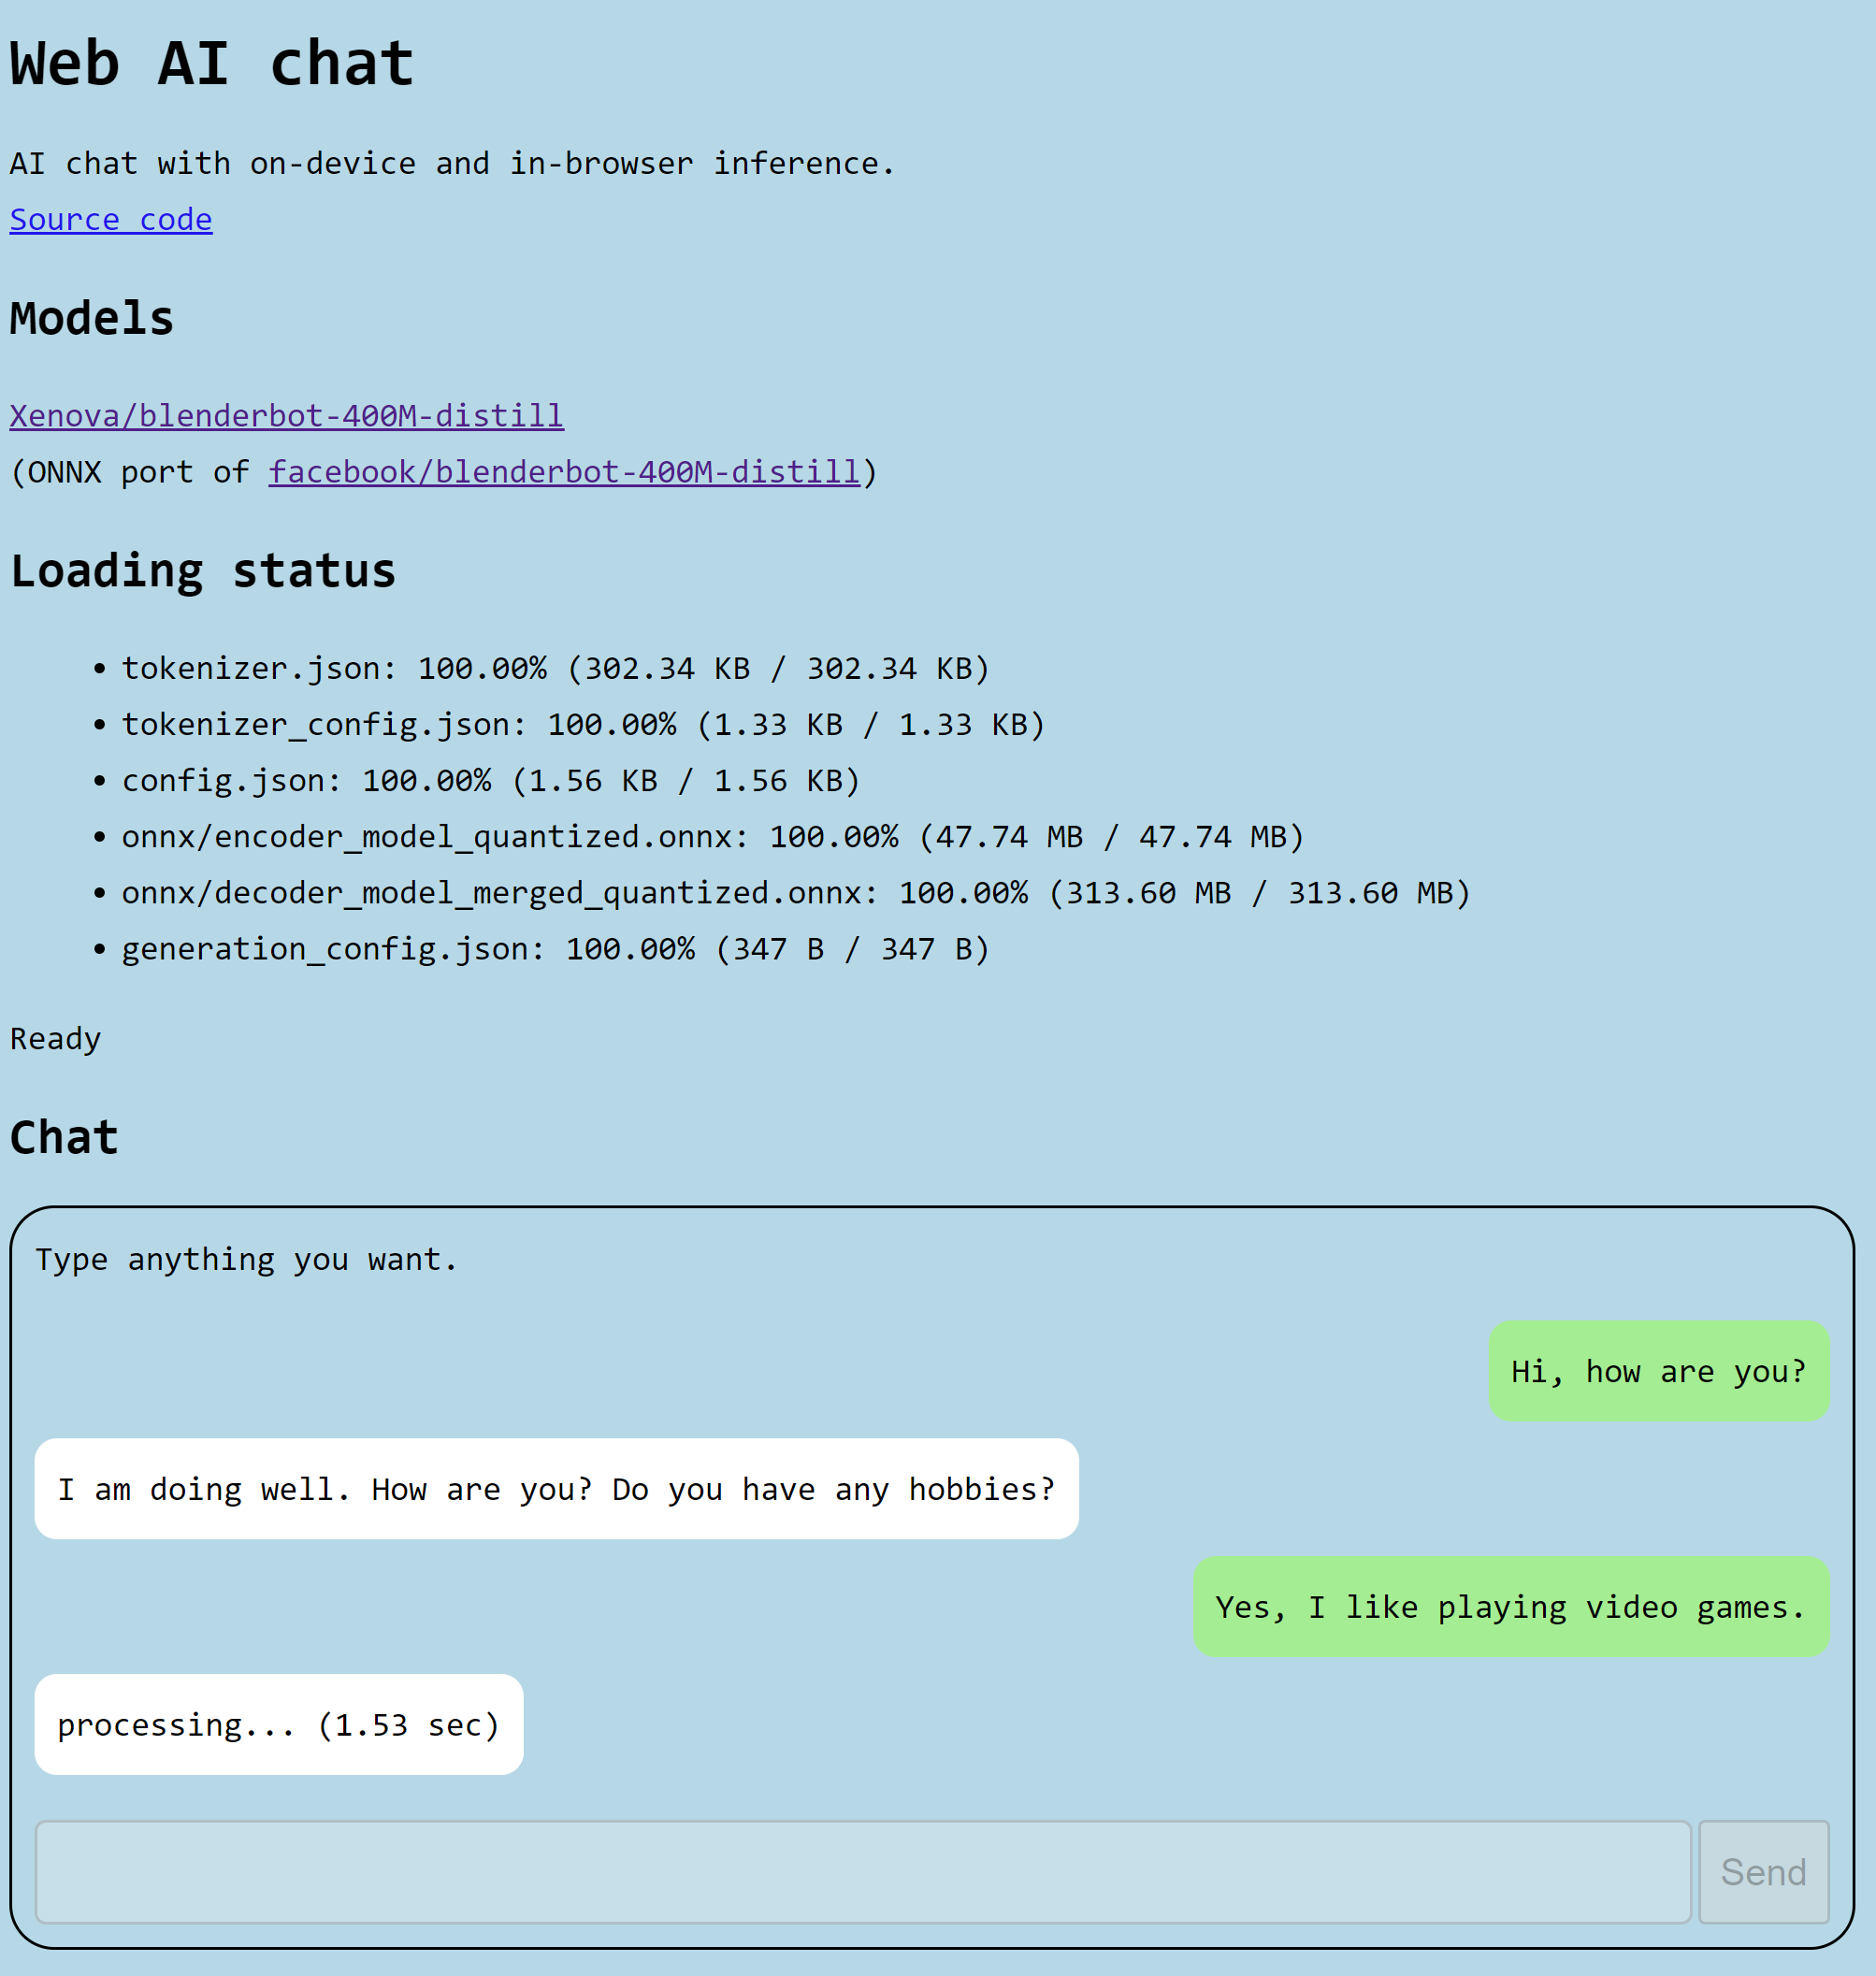 Web AI chat
AI chat with on-device and in-browser inference.
Source code
Models
Xenova/blenderbot-400M-distill
(ONNX port of facebook/blenderbot-400M-distill)
Loading status
• tokenizer.json: 100.00% (302.34 KB / 302.34 KB)
• tokenizer_config.json: 100.00% (1.33 KB / 1.33 KB)
• config.json: 100.00% (1.56 KB / 1.56 KB)
• onnx/encoder_model_quantized.onnx: 100.00% (47.74 MB / 47.74 MB)
• onnx/decoder_model_merged_quantized.onnx: 100.00% (313.60 MB / 313.60 MB)
• generation_config.json: 100.00% (347 B / 347 B)
Ready
Chat
Type anything you want.
Hi, how are you?
I am doing well. How are you? Do you have any hobbies?
Yes, I like playing video games.
processing... (1.53 sec)
Send